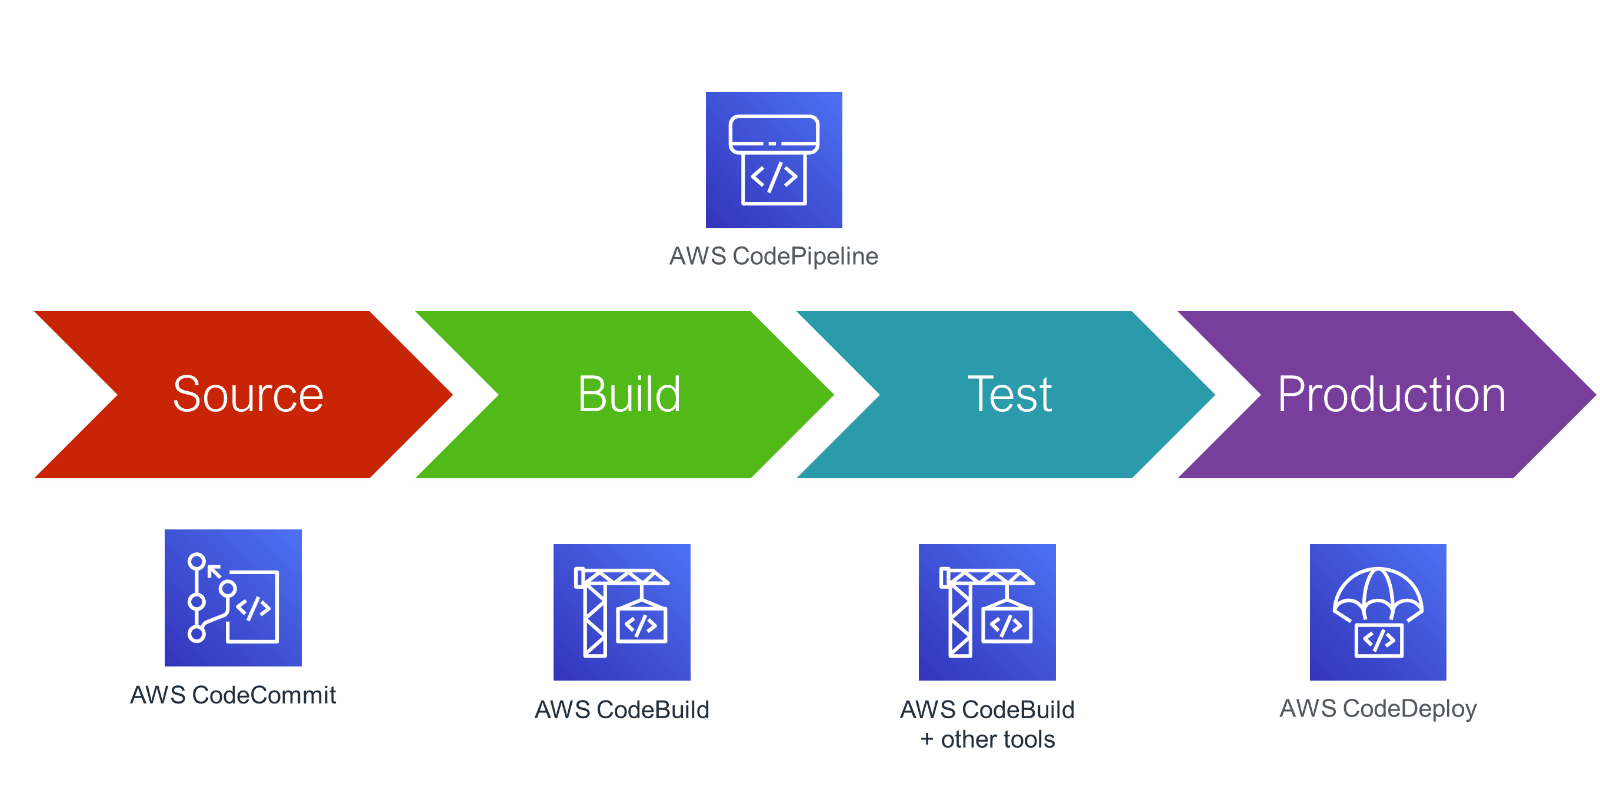 AWS CodePipeline
Source
Build
Test
Production
AWS CodeCommit
AWS CodeBuild
AWS CodeBuild
+ other tools
AWS CodeDeploy